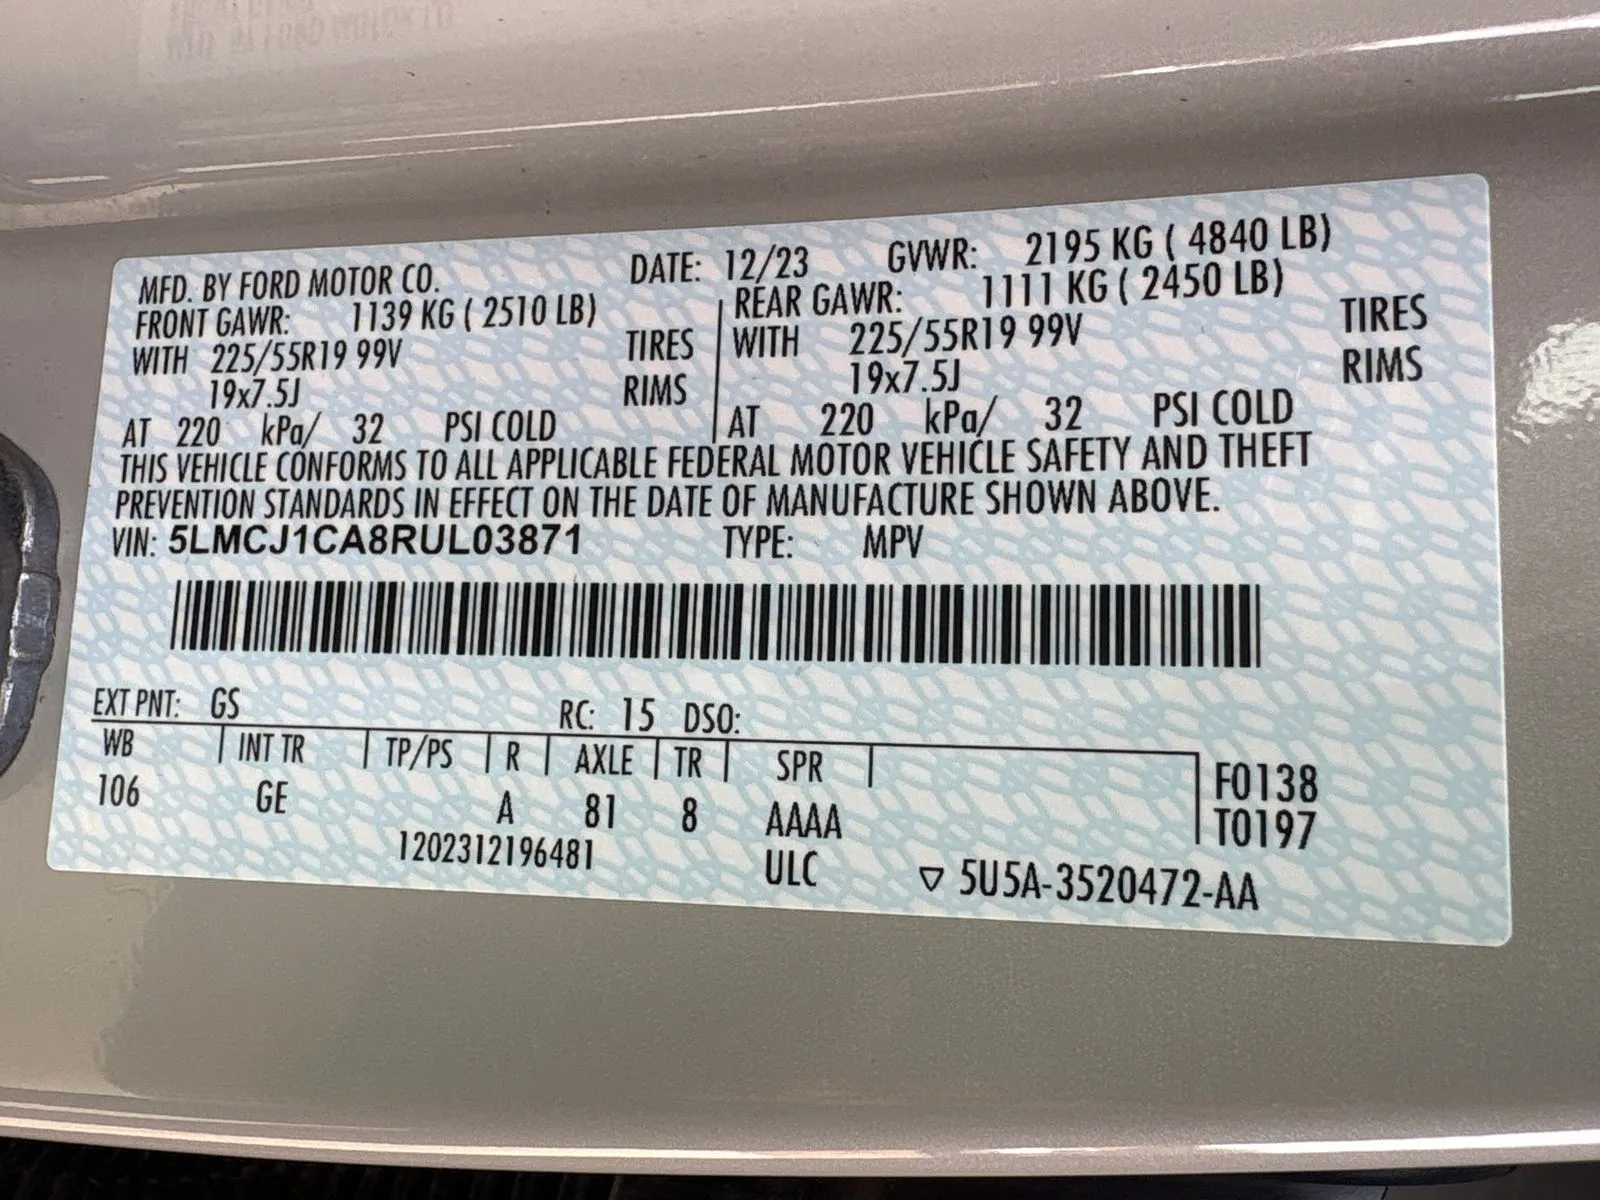 MFD. BY FORD MOTOR CO. DATE: 12/23 GVWR: 2195 KG ( 4840 LB)
FRONT GAWR: 1139 KG ( 2510 LB) REAR GAWR: 1111 KG ( 2450 LB)
WITH 225/55R19 99V TIRES WITH 225/55R19 99V TIRES
19x7.5J RIMS 19x7.5J RIMS
AT 220 kPa/ 32 PSI COLD AT 220 kPa/ 32 PSI COLD
THIS VEHICLE CONFORMS TO ALL APPLICABLE FEDERAL MOTOR VEHICLE SAFETY AND THEFT
PREVENTION STANDARDS IN EFFECT ON THE DATE OF MANUFACTURE SHOWN ABOVE.
VIN: 5LMCJ1CA8RUL03871 TYPE: MPV
EXT PNT: GS RC: 15 DSO:
WB INT TR TP/PS R AXLE TR SPR F0138
106 GE A 81 8 AAAA T0197
1202312196481 ULC ▽ 5U5A-3520472-AA